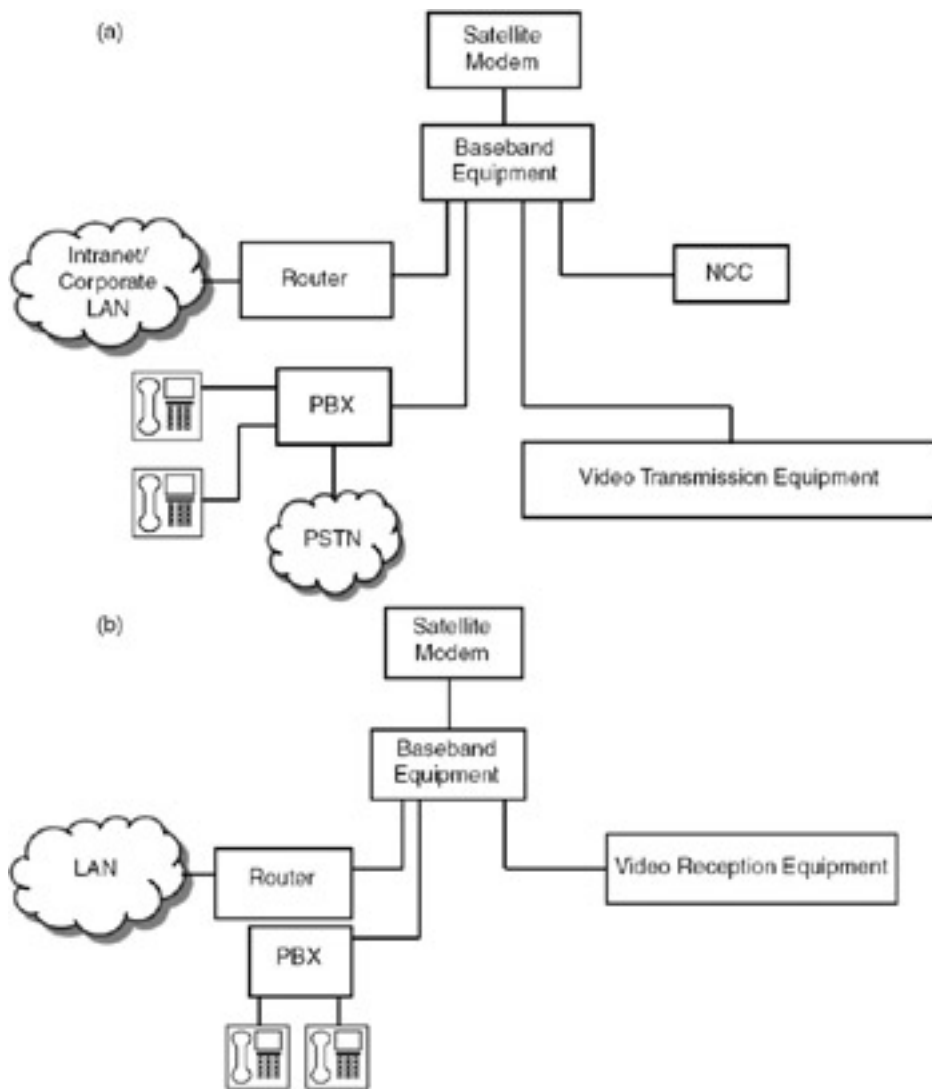 (a)
Satellite
Modem
Baseband
Equipment
Intranet/
Corporate
LAN
Router
NCC
PBX
Video Transmission Equipment
PSTN
(b)
Satellite
Modem
Baseband
Equipment
LAN
Router
Video Reception Equipment
PBX